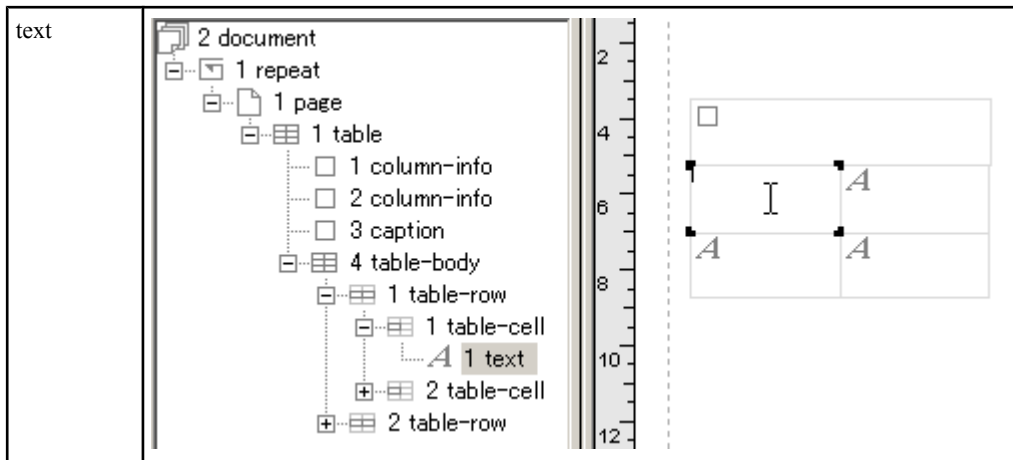 text
2 document
1 repeat
1 page
1 table
1 column-info
2 column-info
3 caption
4 table-body
1 table-row
1 table-cell
A 1 text
2 table-cell
2 table-row
2
4
6
8
10
12
A
A
A